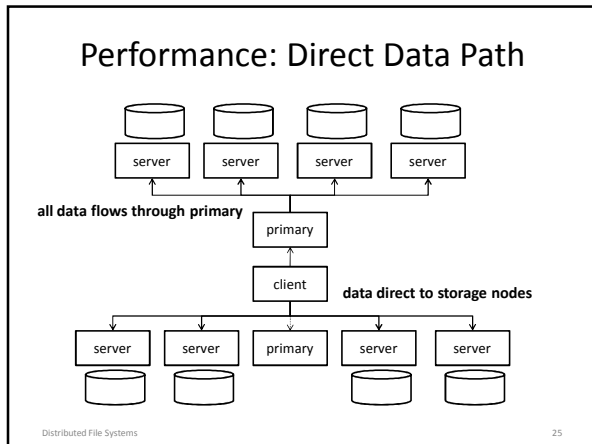 Performance: Direct Data Path
server server server server
all data flows through primary
primary
client
data direct to storage nodes
server server primary server server
Distributed File Systems 25